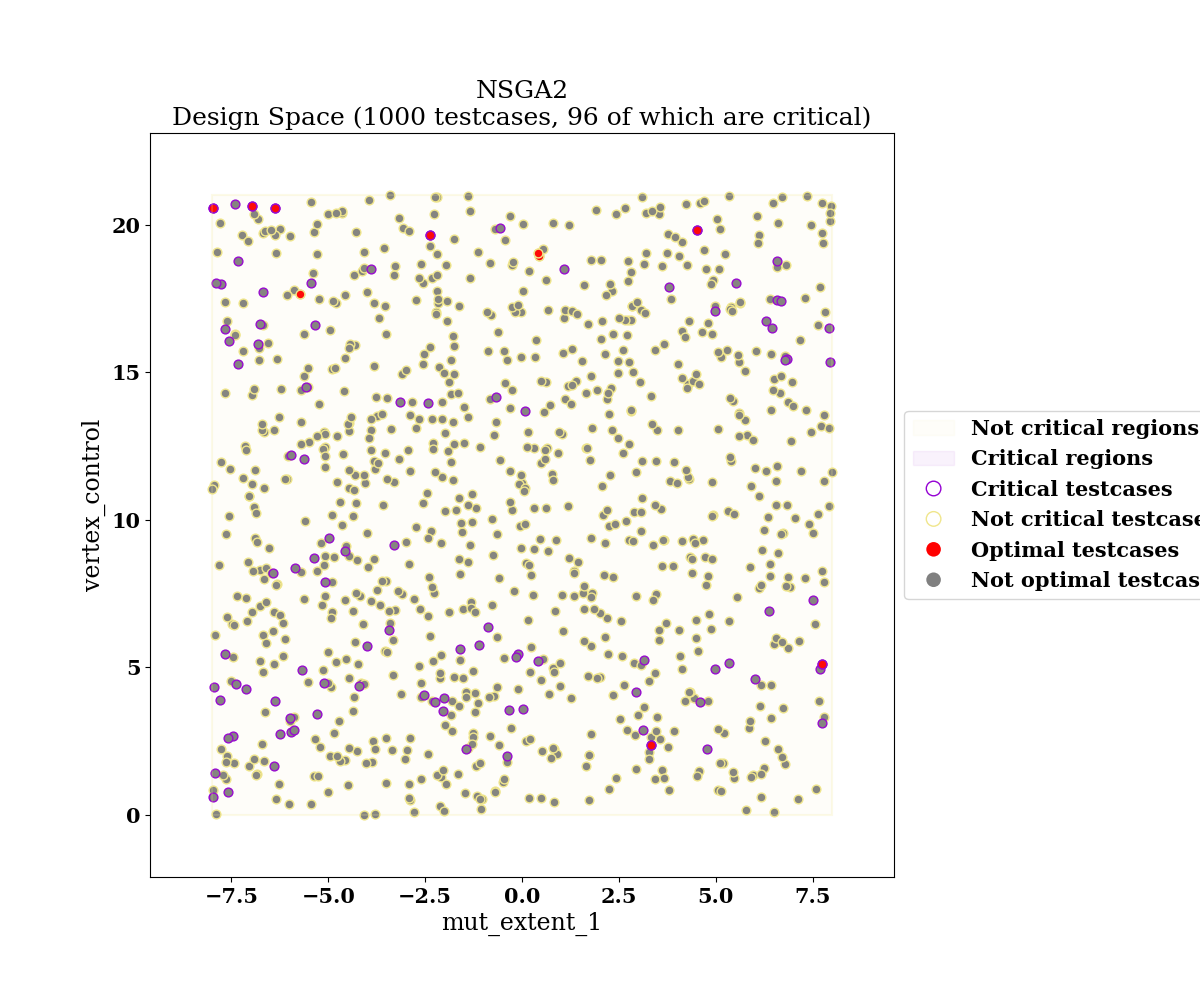 NSGA2
Design Space (1000 testcases, 96 of which are critical)
20
15
10
5
0
vertex_control
−7.5 −5.0 −2.5 0.0 2.5 5.0 7.5
mut_extent_1
Not critical regions
Critical regions
Critical testcases
Not critical testcase
Optimal testcases
Not optimal testcas